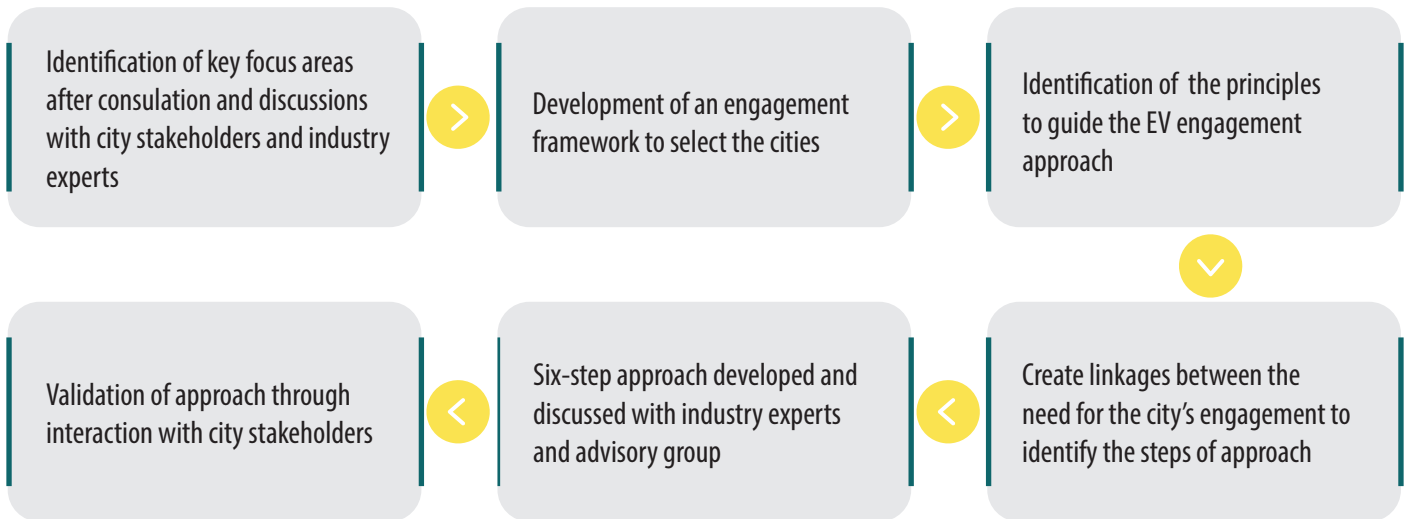 Identification of key focus areas
after consulation and discussions
with city stakeholders and industry
experts
Development of an engagement
framework to select the cities
Identification of the principles
to guide the EV engagement
approach
Create linkages between the
need for the city's engagement to
identify the steps of approach
Six-step approach developed and
discussed with industry experts
and advisory group
Validation of approach through
interaction with city stakeholders